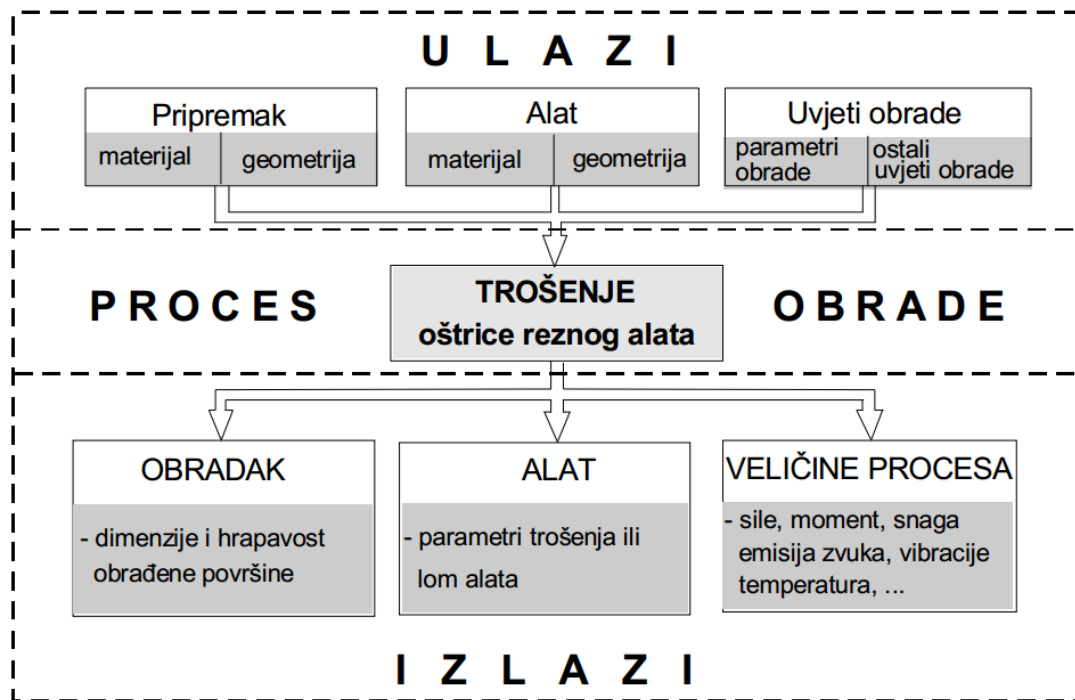 U L A Z I
Pripremak
materijal
geometrija
Alat
materijal
geometrija
Uvjeti obrade
parametri
obrade
ostali
uvjeti obrade
P R O C E S
TROŠENJE
oštrice reznog alata
O B R A D E
OBRADAK
- dimenzije i hrapavost
obrađene površine
ALAT
- parametri trošenja ili
lom alata
VELIČINE PROCESA
- sile, moment, snaga
emisija zvuka, vibracije
temperatura, ...
I Z L A Z I